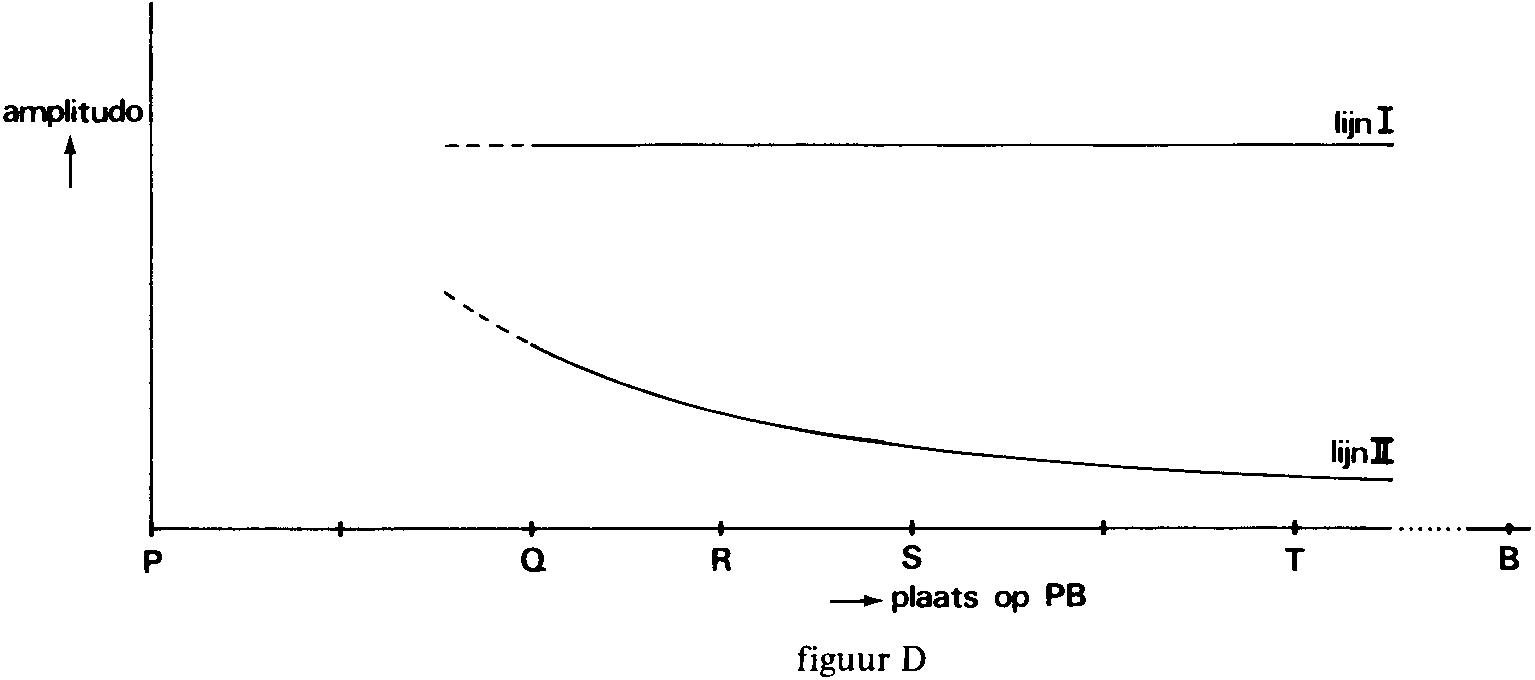 amplitudo
lijn I
lijn II
P Q R S T B
plaats op PB
figuur D